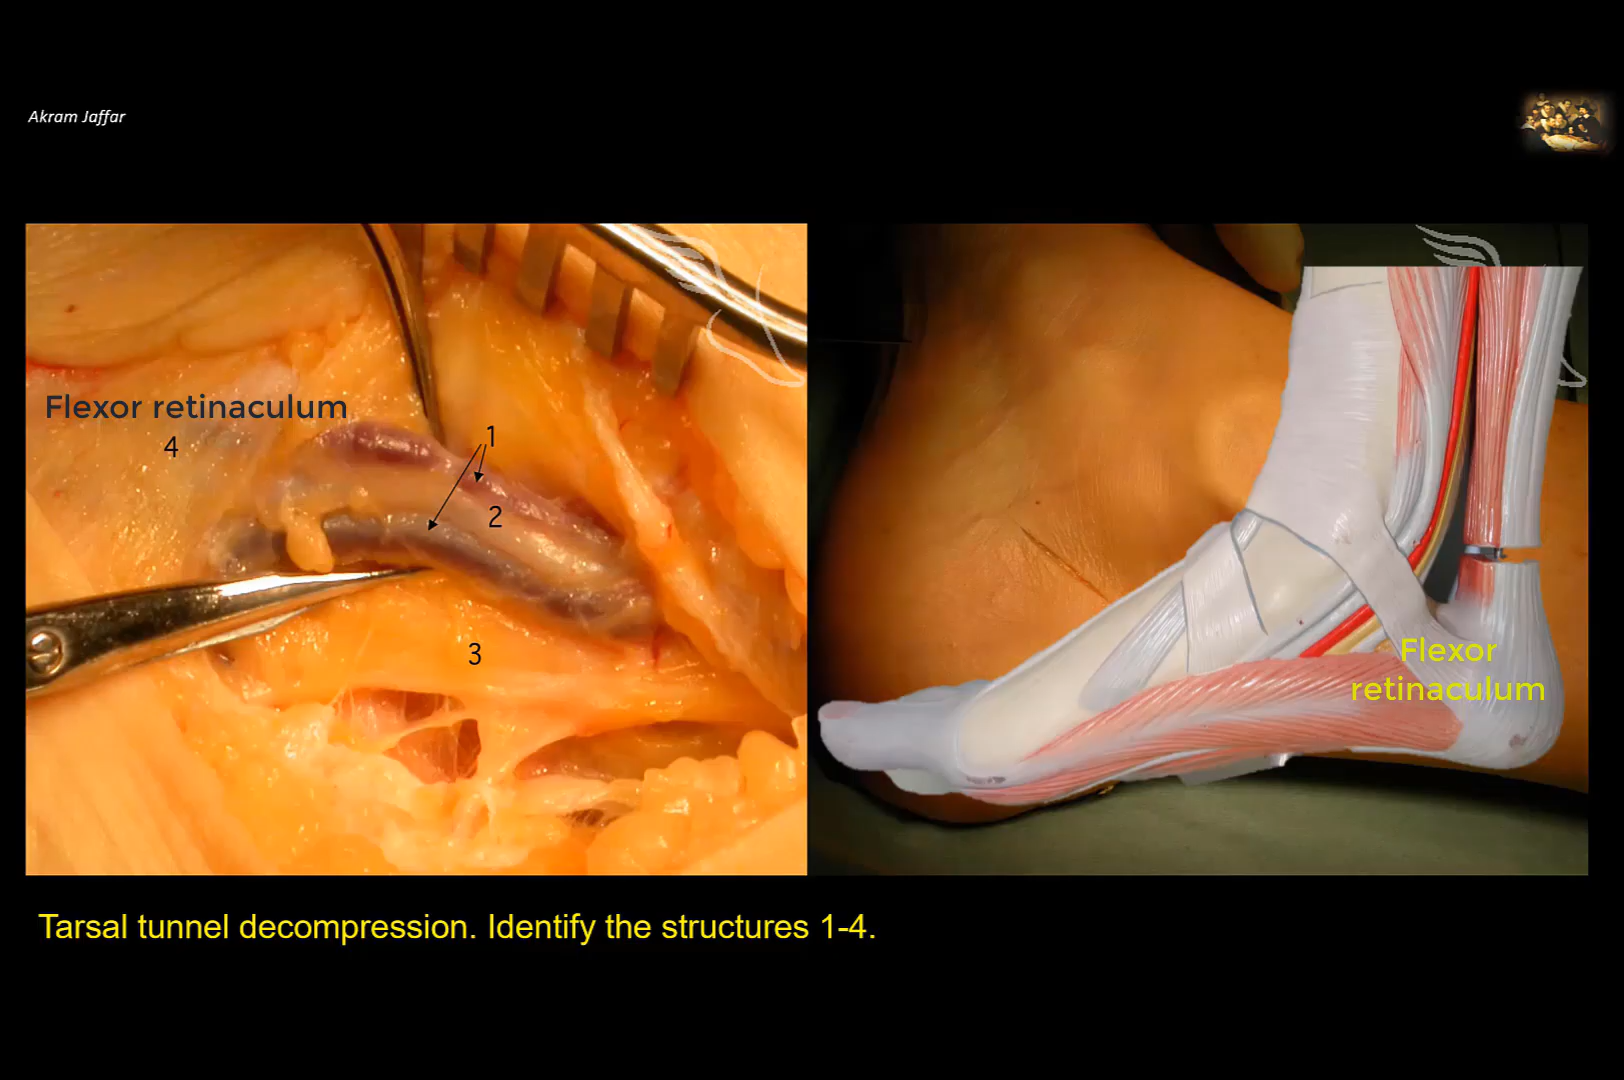 Akram Jaffar
Flexor retinaculum
4
1
2
3
Flexor
retinaculum
Tarsal tunnel decompression. Identify the structures 1-4.